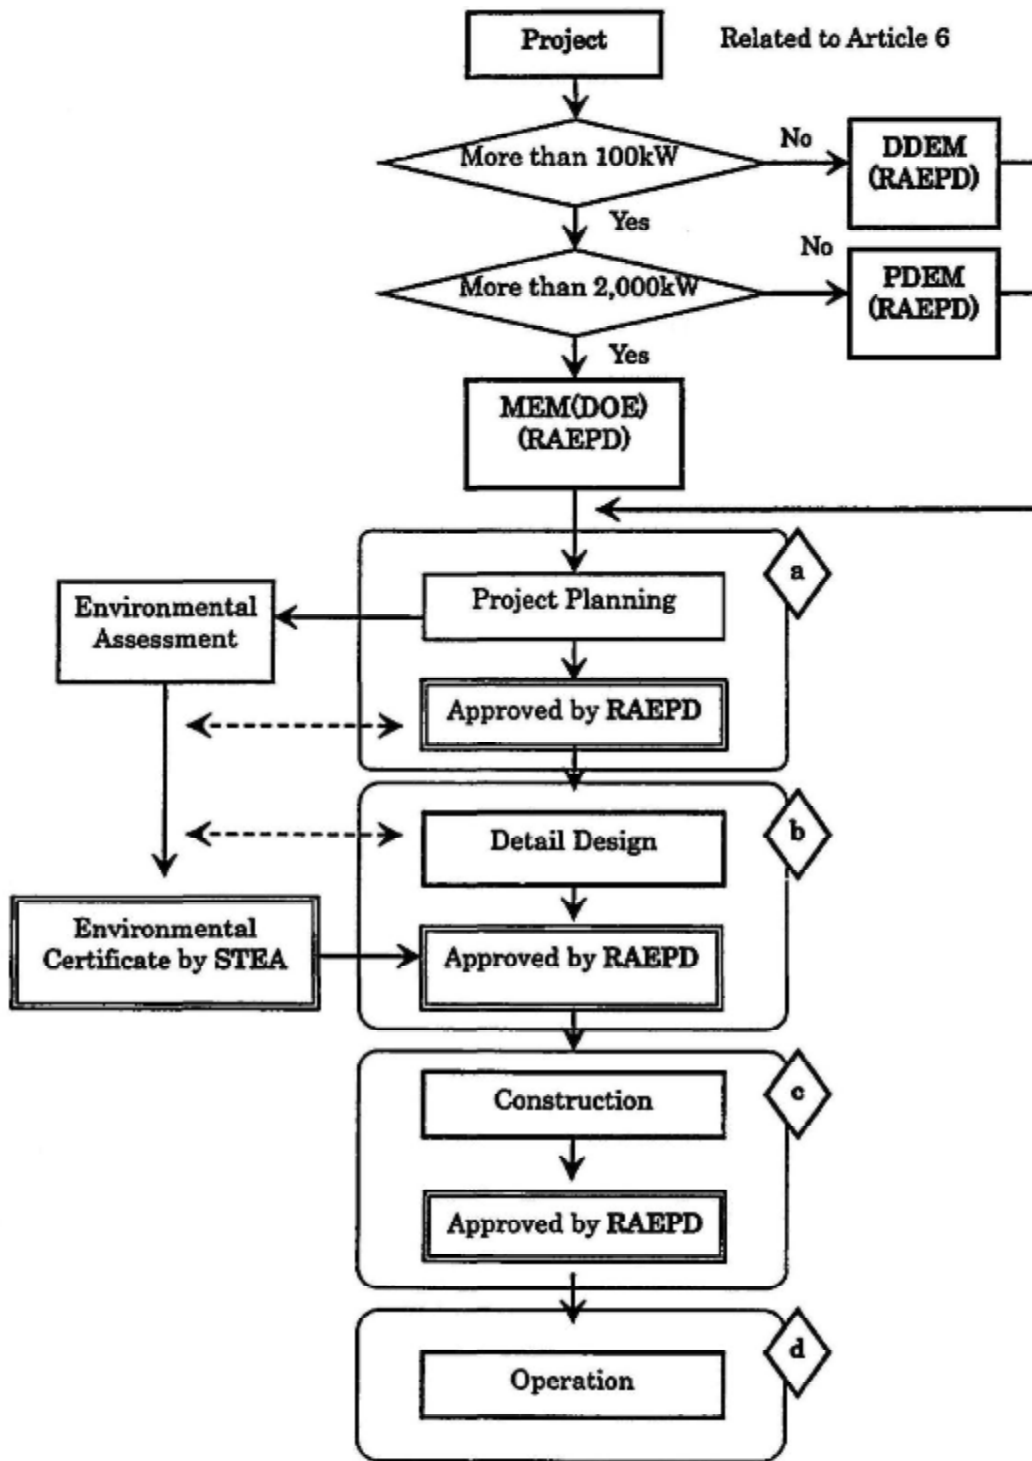 Project
Related to Article 6
More than 100kW
No
DDEM
(RAEPD)
Yes
More than 2,000kW
No
PDEM
(RAEPD)
Yes
MEM(DOE)
(RAEPD)
a
Project Planning
Environmental
Assessment
Approved by RAEPD
b
Detail Design
Environmental
Certificate by STEA
Approved by RAEPD
c
Construction
Approved by RAEPD
d
Operation